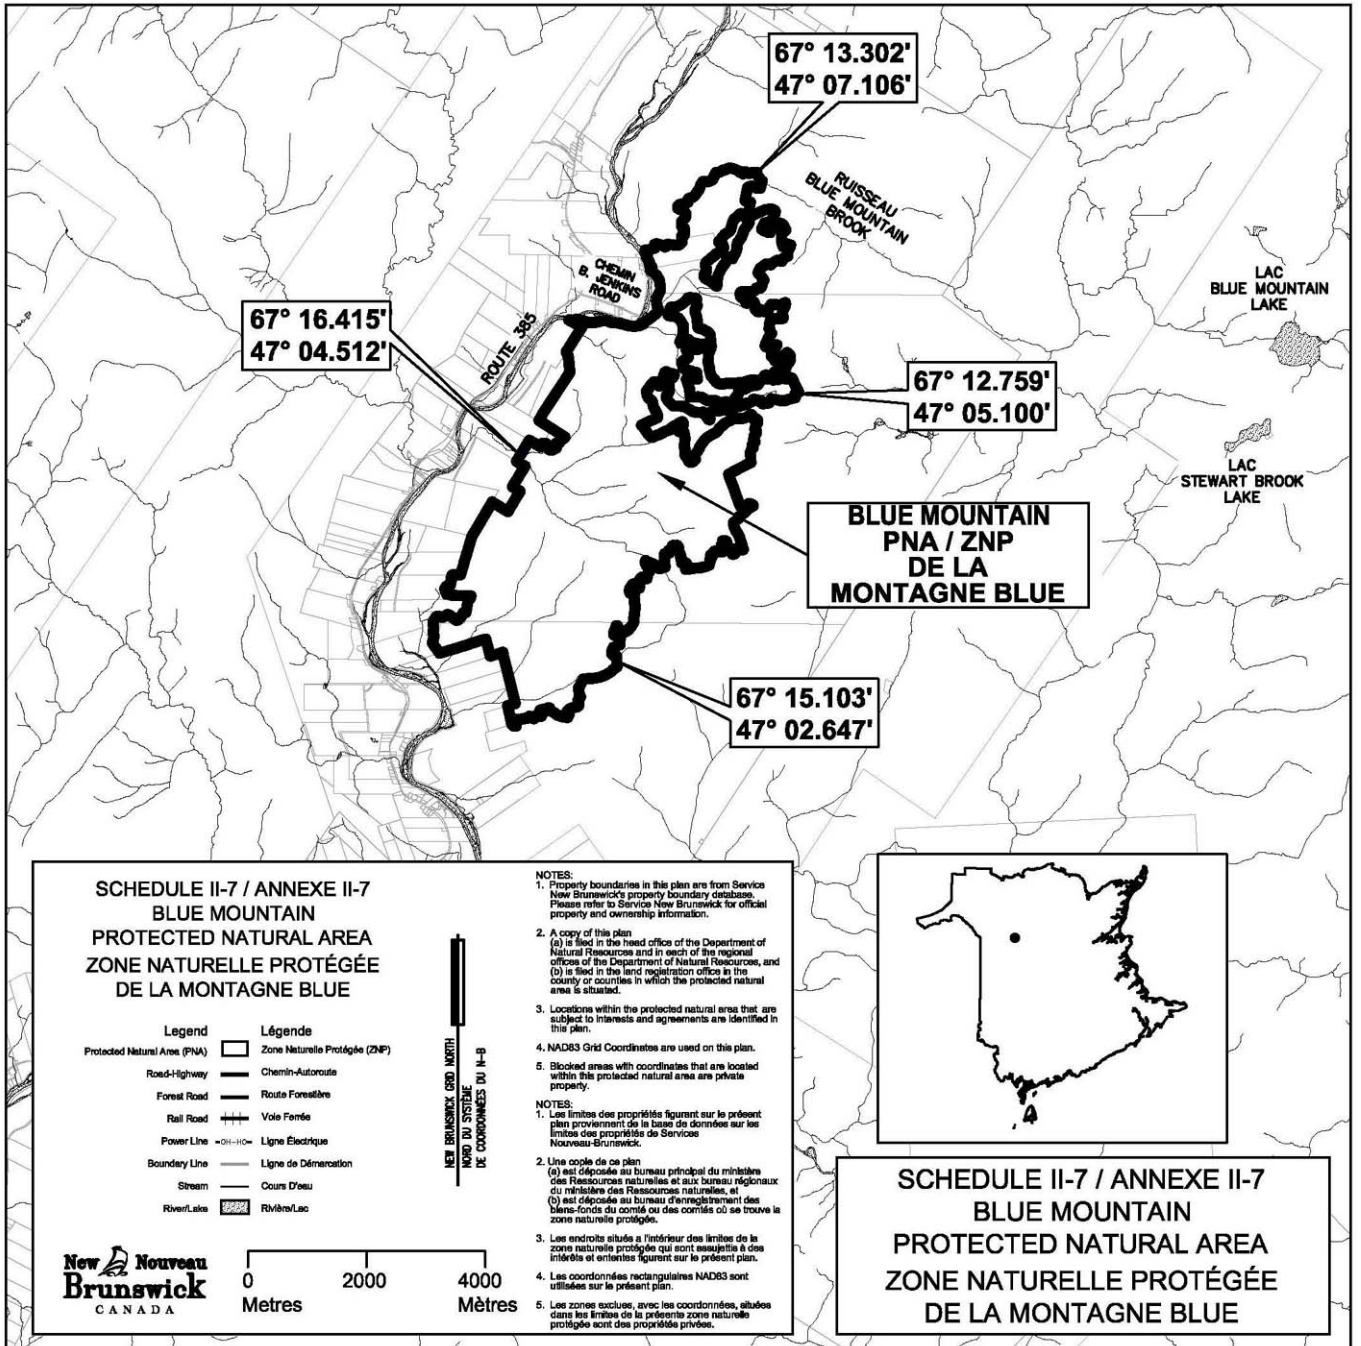 67° 13.302'
47° 07.106'
RUISSEAU
BLUE MOUNTAIN
BROOK
LAC
BLUE MOUNTAIN
LAKE
CHEMIN
B. JENKINS
ROAD
67° 16.415'
47° 04.512'
ROUTE 385
67° 12.759'
47° 05.100'
LAC
STEWART BROOK
LAKE
BLUE MOUNTAIN
PNA / ZNP
DE LA
MONTAGNE BLUE
67° 15.103'
47° 02.647'
SCHEDULE II-7 / ANNEXE II-7
BLUE MOUNTAIN
PROTECTED NATURAL AREA
ZONE NATURELLE PROTÉGÉE
DE LA MONTAGNE BLUE
Legend Légende
Protected Natural Area (PNA) Zone Naturelle Protégée (ZNP)
Road-Highway Chemin-Autoroute
Forest Road Route Forestière
Rail Road Voie Ferrée
Power Line -OH-HO- Ligne Électrique
Boundary Line Ligne de Démarcation
Stream Cours D'eau
River/Lake Rivière/Lac
NEW BRUNSWICK GRID NORTH
NORD DU SYSTÈME
DE COORDONNÉES DU N-B
New Nouveau
Brunswick
CANADA
0 2000 4000
Metres Mètres
NOTES:
1. Property boundaries in this plan are from Service
New Brunswick's property boundary database.
Please refer to Service New Brunswick for official
property and ownership information.
2. A copy of this plan
(a) is filed in the head office of the Department of
Natural Resources and in each of the regional
offices of the Department of Natural Resources, and
(b) is filed in the land registration office in the
county or counties in which the protected natural
area is situated.
3. Locations within the protected natural area that are
subject to interests and agreements are identified in
this plan.
4. NAD83 Grid Coordinates are used on this plan.
5. Blocked areas with coordinates that are located
within this protected natural area are private
property.
NOTES:
1. Les limites des propriétés figurant sur le présent
plan proviennent de la base de données sur les
limites des propriétés de Services
Nouveau-Brunswick.
2. Une copie de ce plan
(a) est déposée au bureau principal du ministère
des Ressources naturelles et aux bureau régionaux
du ministère des Ressources naturelles, et
(b) est déposée au bureau d'enregistrement des
biens-fonds du comté ou des comtés où se trouve la
zone naturelle protégée.
3. Les endroits situés a l'intérieur des limites de la
zone naturelle protégée qui sont assujettis à des
intérêts et ententes figurent sur le présent plan.
4. Les coordonnées rectangulaires NAD83 sont
utilisées sur le présent plan.
5. Les zones exclues, avec les coordonnées, situées
dans les limites de la présente zone naturelle
protégée sont des propriétés privées.
SCHEDULE II-7 / ANNEXE II-7
BLUE MOUNTAIN
PROTECTED NATURAL AREA
ZONE NATURELLE PROTÉGÉE
DE LA MONTAGNE BLUE